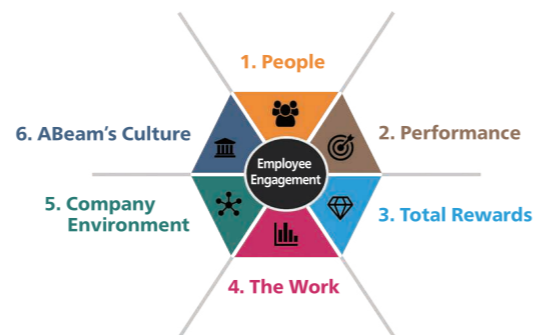 1. People
2. Performance
3. Total Rewards
4. The Work
5. Company
Environment
6. ABeam's Culture
Employee
Engagement